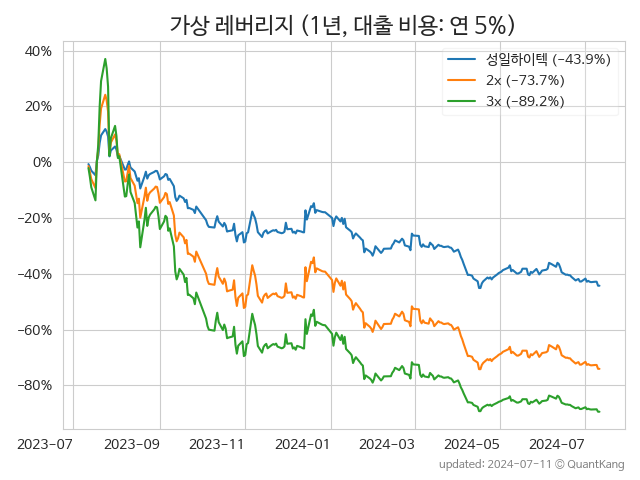 가상 레버리지 (1년, 대출 비용: 연 5%)
성일하이텍 (−43.9%)
2x (−73.7%)
3x (−89.2%)
40%
20%
0%
−20%
−40%
−60%
−80%
2023-07 2023-09 2023-11 2024-01 2024-03 2024-05 2024-07
updated: 2024-07-11 © QuantKang